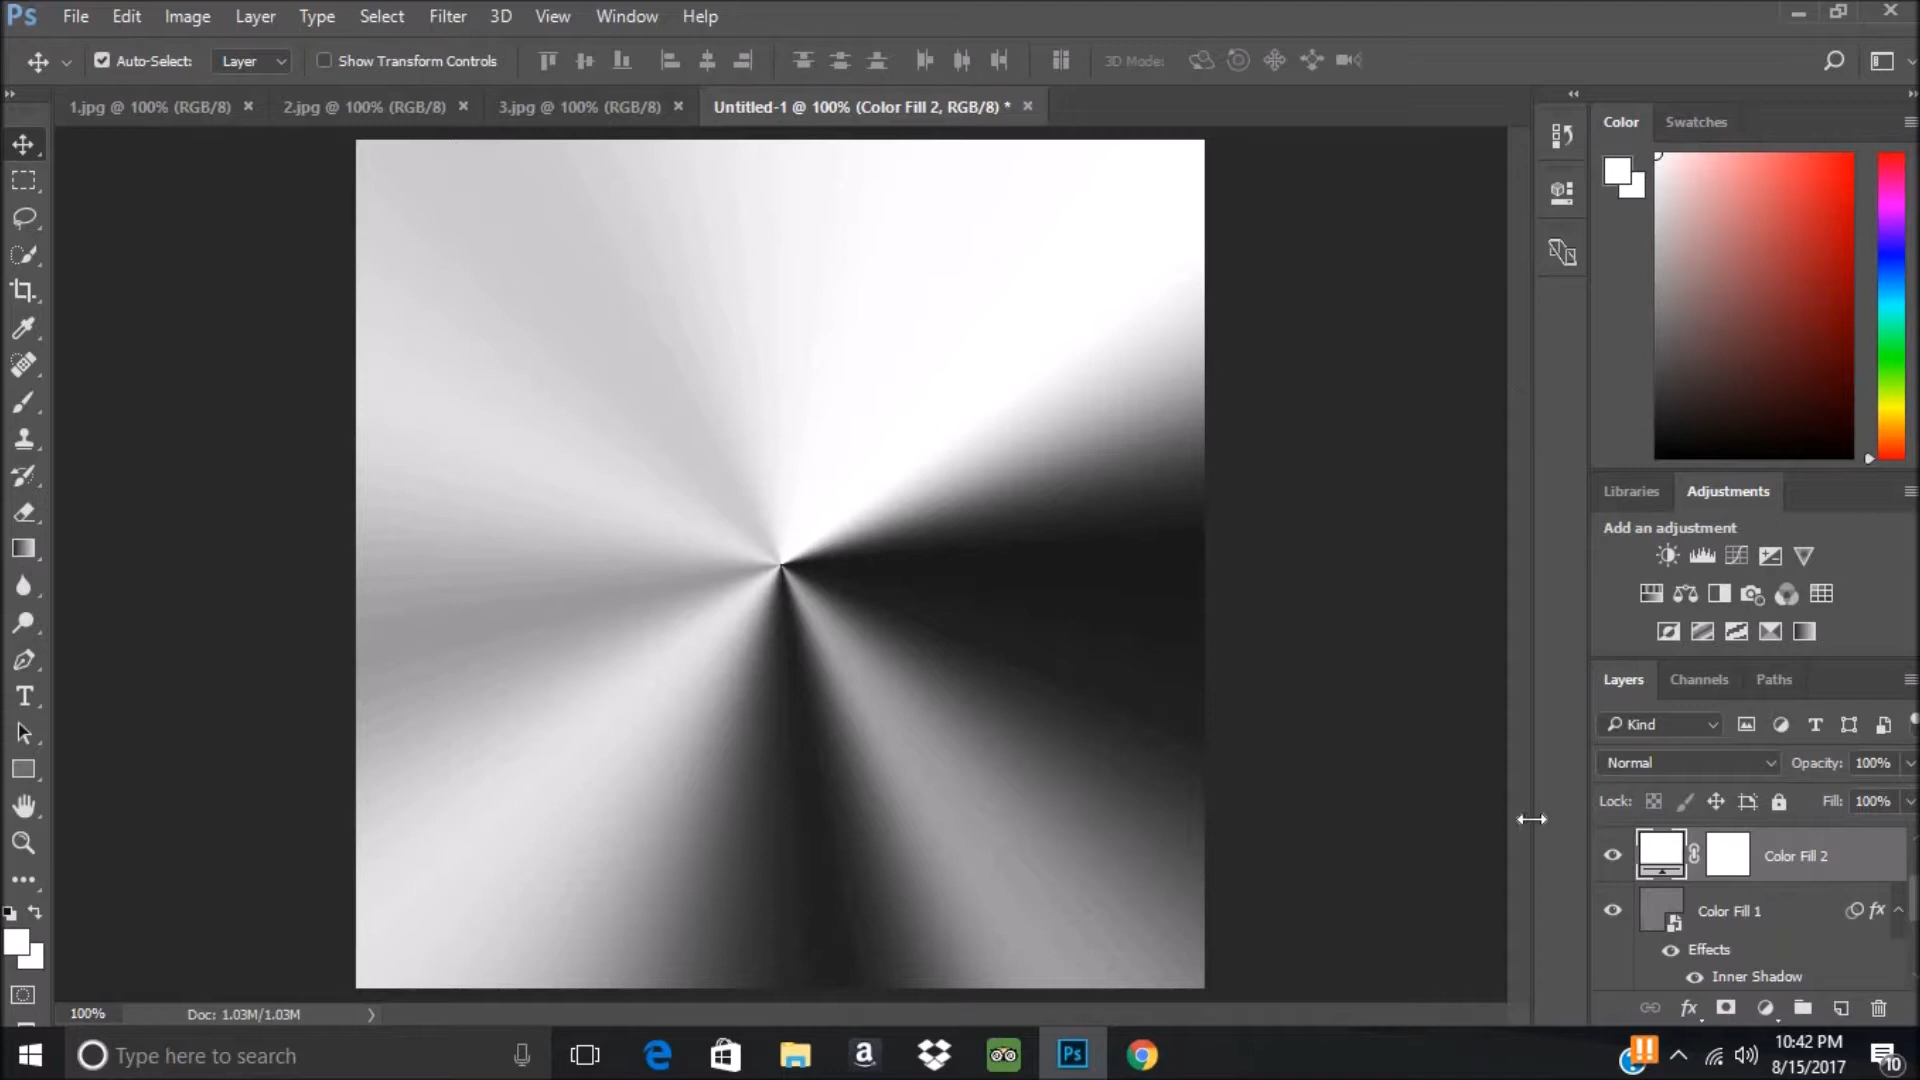 Ps File Edit Image Layer Type Select Filter 3D View Window Help
Auto-Select: Layer Show Transform Controls 3D Mode:
1.jpg @ 100% (RGB/8) 2.jpg @ 100% (RGB/8) 3.jpg @ 100% (RGB/8) Untitled-1 @ 100% (Color Fill 2, RGB/8) *
Color Swatches
Libraries Adjustments
Add an adjustment
Layers Channels Paths
Kind
Normal Opacity: 100%
Lock: Fill: 100%
Color Fill 2
Color Fill 1 fx
Effects
Inner Shadow
fx
100% Doc: 1.03M/1.03M
Type here to search
a
Ps
10:42 PM
8/15/2017
10